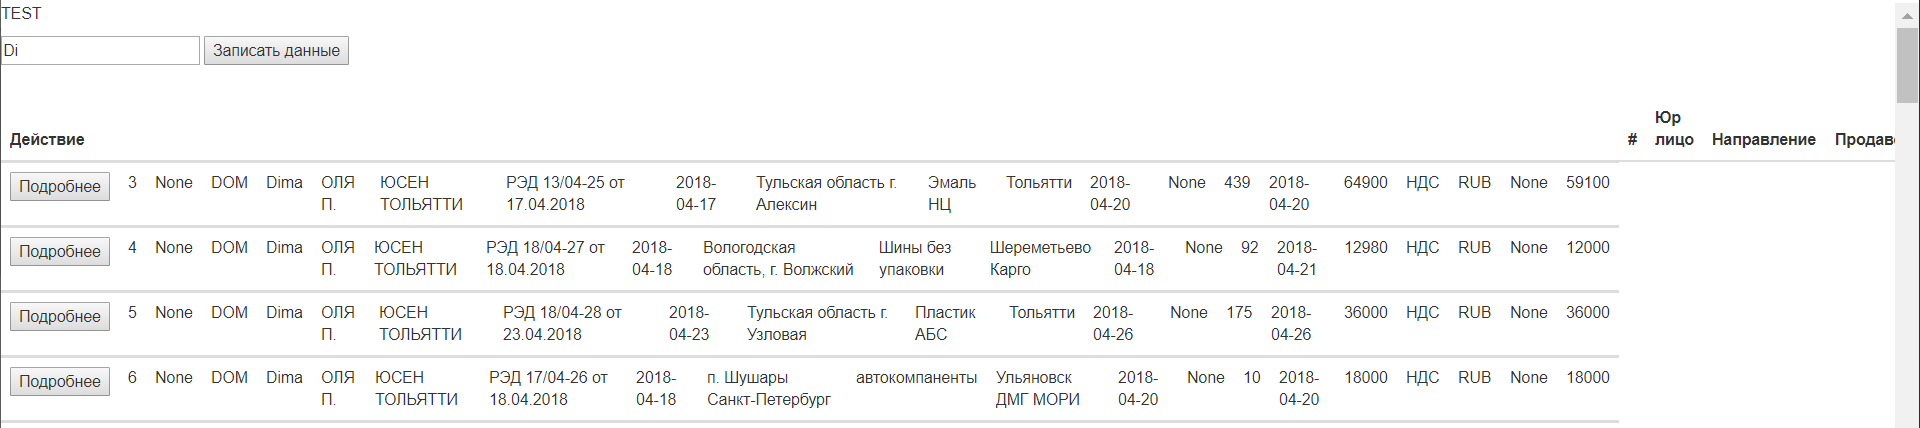 TEST
Di Записать данные
Действие # Юр лицо Направление Продаво
Подробнее 3 None DOM Dima ОЛЯ ЮСЕН РЭД 13/04-25 от 2018- Тульская область г. Эмаль Тольятти 2018- None 439 2018- 64900 НДС RUB None 59100
П. ТОЛЬЯТТИ 17.04.2018 04-17 Алексин НЦ 04-20 04-20
Подробнее 4 None DOM Dima ОЛЯ ЮСЕН РЭД 18/04-27 от 2018- Вологодская Шины без Шереметьево 2018- None 92 2018- 12980 НДС RUB None 12000
П. ТОЛЬЯТТИ 18.04.2018 04-18 область, г. Волжский упаковки Карго 04-18 04-21
Подробнее 5 None DOM Dima ОЛЯ ЮСЕН РЭД 18/04-28 от 2018- Тульская область г. Пластик Тольятти 2018- None 175 2018- 36000 НДС RUB None 36000
П. ТОЛЬЯТТИ 23.04.2018 04-23 Узловая АБС 04-26 04-26
Подробнее 6 None DOM Dima ОЛЯ ЮСЕН РЭД 17/04-26 от 2018- п. Шушары автокомпаненты Ульяновск 2018- None 10 2018- 18000 НДС RUB None 18000
П. ТОЛЬЯТТИ 18.04.2018 04-18 Санкт-Петербург ДМГ МОРИ 04-20 04-20